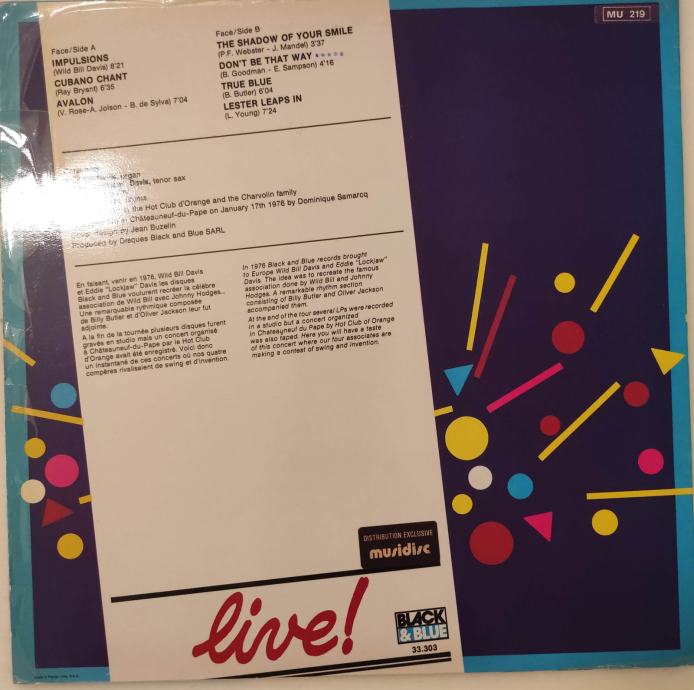 MU 219
Face/Side A
IMPULSIONS
(Wild Bill Davis) 8'21
CUBANO CHANT
(Ray Bryant) 6'35
AVALON
(V. Rose-A. Jolson - B. de Sylva) 7'04
Face/Side B
THE SHADOW OF YOUR SMILE
(P.F. Webster - J. Mandel) 3'37
DON'T BE THAT WAY
(B. Goodman - E. Sampson) 4'16
TRUE BLUE
(B. Butler) 6'04
LESTER LEAPS IN
(L. Young) 7'24
organ
Davis, tenor sax
the Hot Club d'Orange and the Charvolin family
Châteauneuf-du-Pape on January 17th 1976 by Dominique Samarcq
by Jean Buzelin
Produced by Disques Black and Blue SARL
En faisant, venir en 1976, Wild Bill Davis
et Eddie "Lockjaw" Davis les disques
Black and Blue voulurent recréer la célèbre
association de Wild Bill avec Johnny Hodges...
Une remarquable rythmique composée
de Billy Butler et d'Oliver Jackson leur fut
adjointe.
A la fin de la tournée plusieurs disques furent
gravés en studio mais un concert organisé
à Châteauneuf-du-Pape par le Hot Club
d'Orange avait été enregistré. Voici donc
un instantané de ces concerts où nos quatre
compères rivalisaient de swing et d'invention.
In 1976 Black and Blue records brought
to Europe Wild Bill Davis and Eddie "Lockjaw"
Davis. The idea was to recreate the famous
association done by Wild Bill and Johnny
Hodges. A remarkable rhythm section
consisting of Billy Butler and Oliver Jackson
accompanied them.
At the end of the tour several LPs were recorded
in a studio but a concert organized
in Chateauneuf du Pape by Hot Club of Orange
was also taped. Here you will have a taste
of this concert where our four associates are
making a contest of swing and invention.
DISTRIBUTION EXCLUSIVE
musidisc
live!
BLACK
& BLUE
33.303